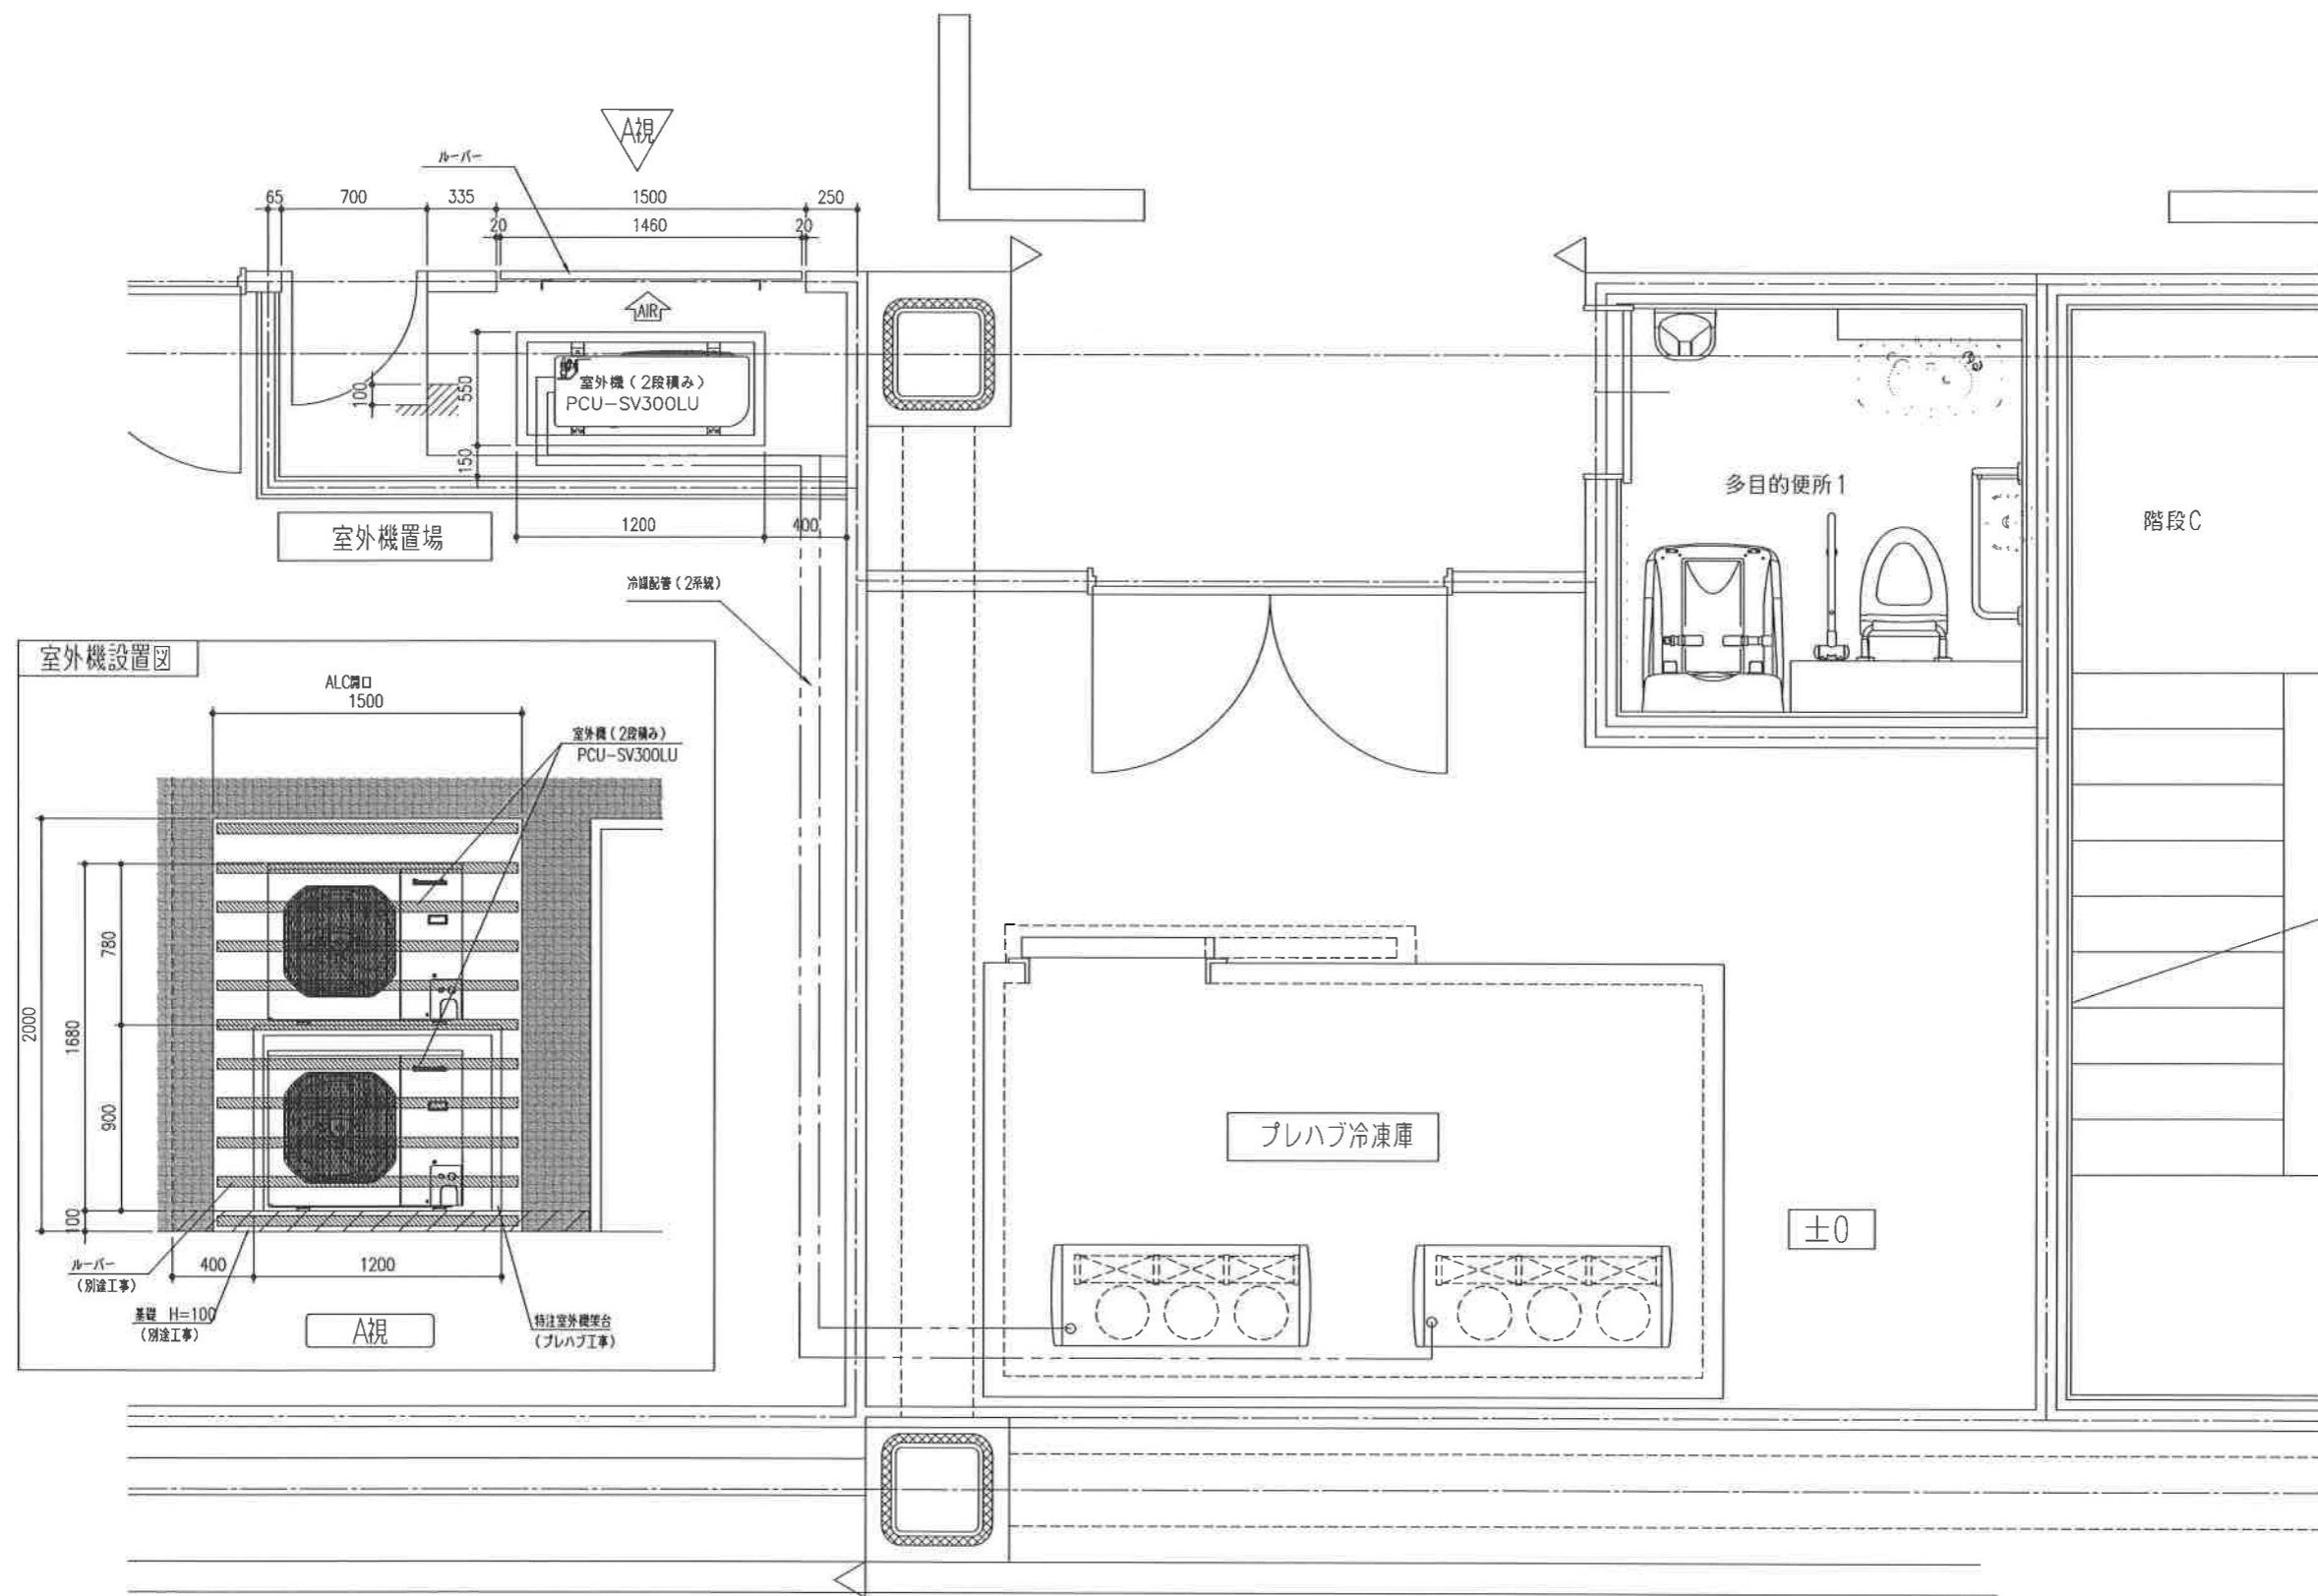 A視
ルーバー
65
700
335
1500
250
20
1460
20
AIR
室外機（2段積み）
PCU-SV300LU
100
550
150
1200
400
室外機置場
冷媒配管（2系統）
多目的便所1
階段C
室外機設置図
ALC開口
1500
室外機（2段積み）
PCU-SV300LU
780
2000
1680
900
100
400
1200
ルーバー
（別途工事）
基礎 H=100
（別途工事）
A視
特注室外機架台
（プレハブ工事）
プレハブ冷凍庫
±0